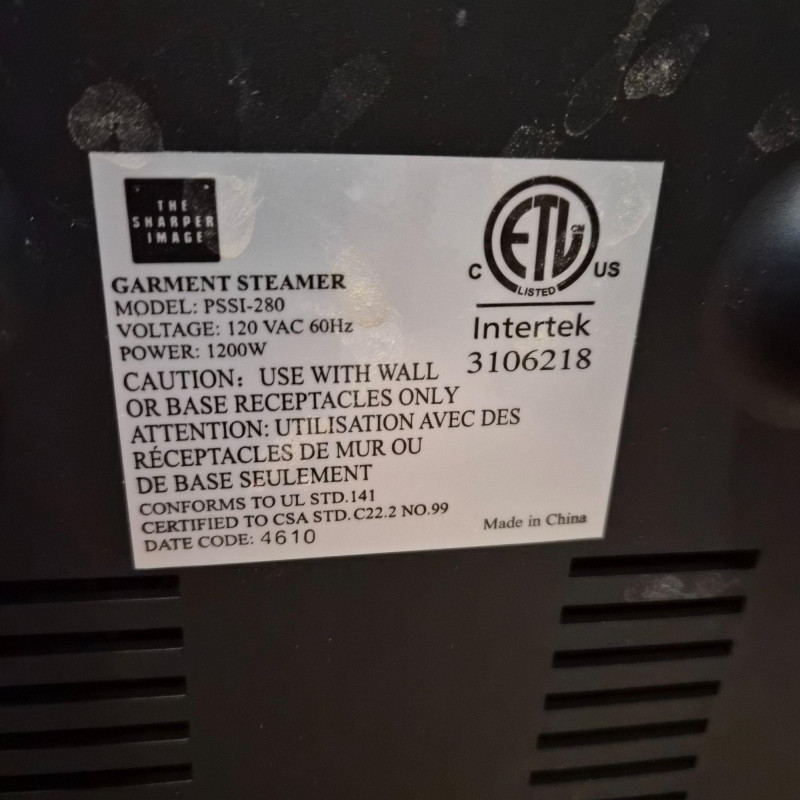 THE
SHARPER
IMAGE
GARMENT STEAMER
MODEL: PSSI-280
VOLTAGE: 120 VAC 60Hz
POWER: 1200W
CAUTION: USE WITH WALL
OR BASE RECEPTACLES ONLY
ATTENTION: UTILISATION AVEC DES
RÉCEPTACLES DE MUR OU
DE BASE SEULEMENT
CONFORMS TO UL STD.141
CERTIFIED TO CSA STD. C22.2 NO.99
DATE CODE: 4610
ETL CM
C US
LISTED
Intertek
3106218
Made in China